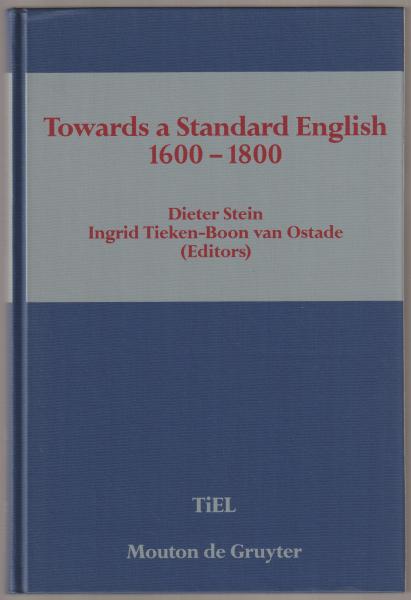 Towards a Standard English
1600 – 1800
Dieter Stein
Ingrid Tieken-Boon van Ostade
(Editors)
TiEL
Mouton de Gruyter